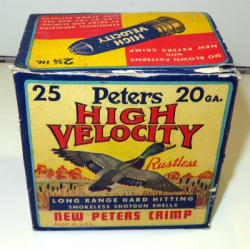 2¾ IN.
HIGH
VELOCITY
NO BLOWN PATTERNS
WITH
NEW PETERS CRIMP
25 Peters 20 GA.
HIGH
VELOCITY
Rustless
LONG RANGE HARD HITTING
SMOKELESS SHOTGUN SHELLS
NEW PETERS CRIMP
MADE IN U.S.A.